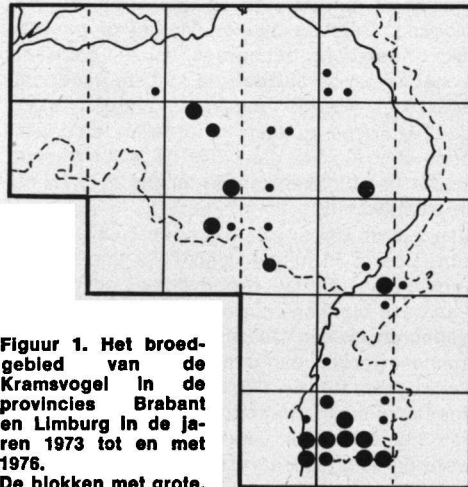 Figuur 1. Het broed-
gebied van de
Kramsvogel in de
provincies Brabant
en Limburg in de ja-
ren 1973 tot en met
1976.
De blokken met grote,